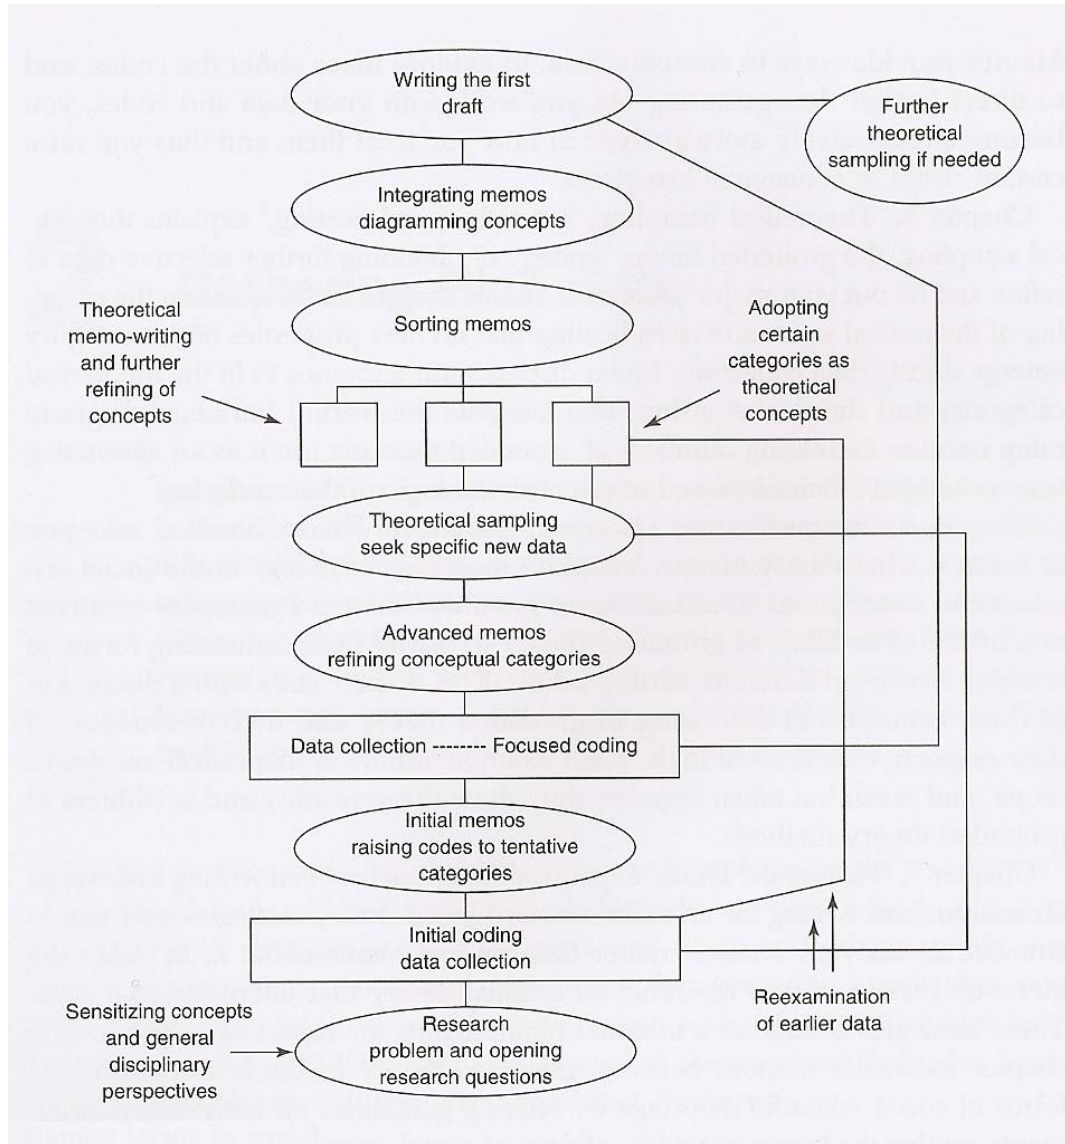 Writing the first
draft
Further
theoretical
sampling if needed
Integrating memos
diagramming concepts
Theoretical
memo-writing
and further
refining of
concepts
Sorting memos
Adopting
certain
categories as
theoretical
concepts
Theoretical sampling
seek specific new data
Advanced memos
refining conceptual categories
Data collection ------- Focused coding
Initial memos
raising codes to tentative
categories
Initial coding
data collection
Sensitizing concepts
and general
disciplinary
perspectives
Research
problem and opening
research questions
Reexamination
of earlier data